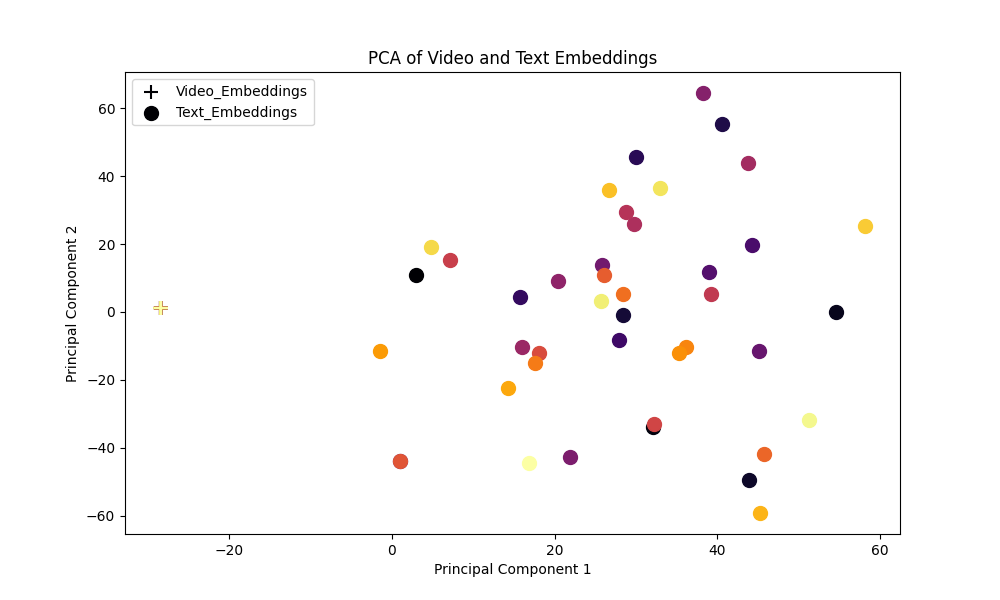 PCA of Video and Text Embeddings
Video_Embeddings
Text_Embeddings
Principal Component 2
60
40
20
0
−20
−40
−60
−20
0
20
40
60
Principal Component 1